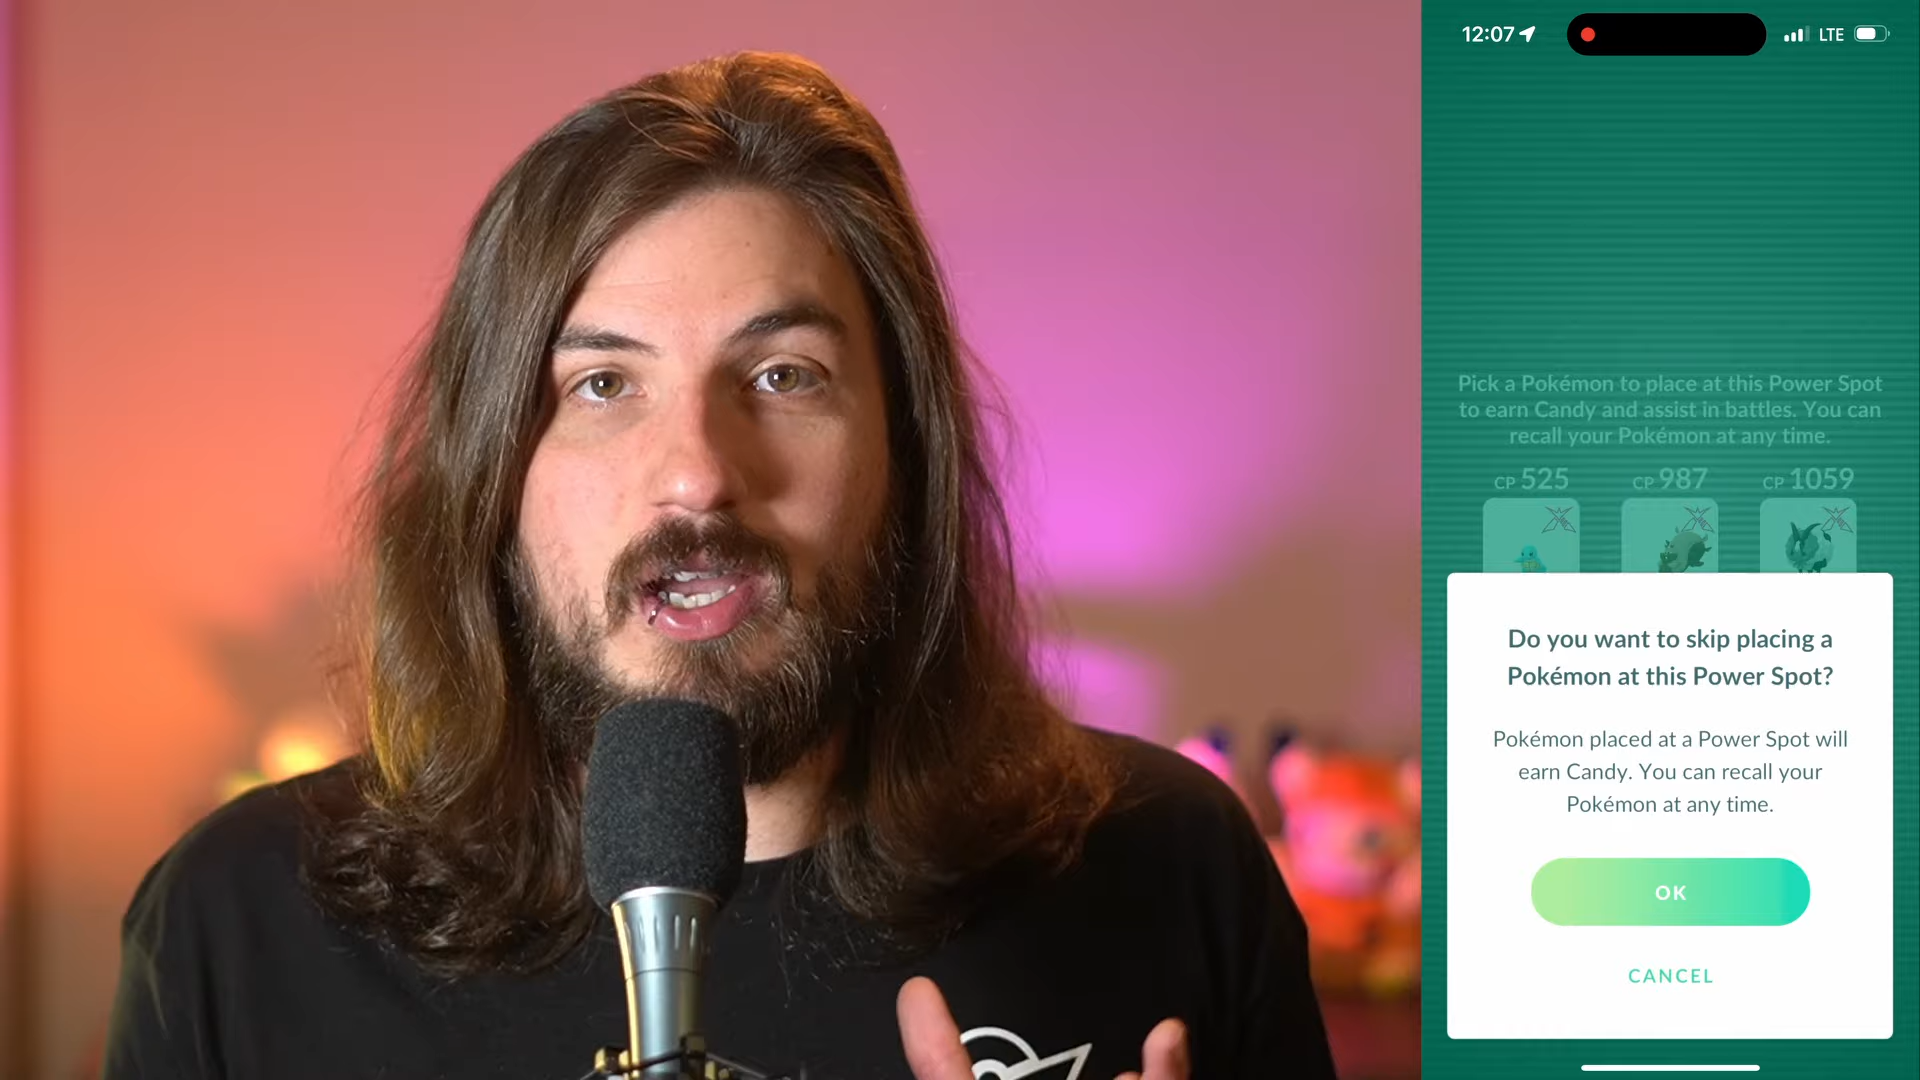 12:07
LTE
Pick a Pokémon to place at this Power Spot
to earn Candy and assist in battles. You can
recall your Pokémon at any time.
CP 525 CP 987 CP 1059
Do you want to skip placing a
Pokémon at this Power Spot?
Pokémon placed at a Power Spot will
earn Candy. You can recall your
Pokémon at any time.
OK
CANCEL